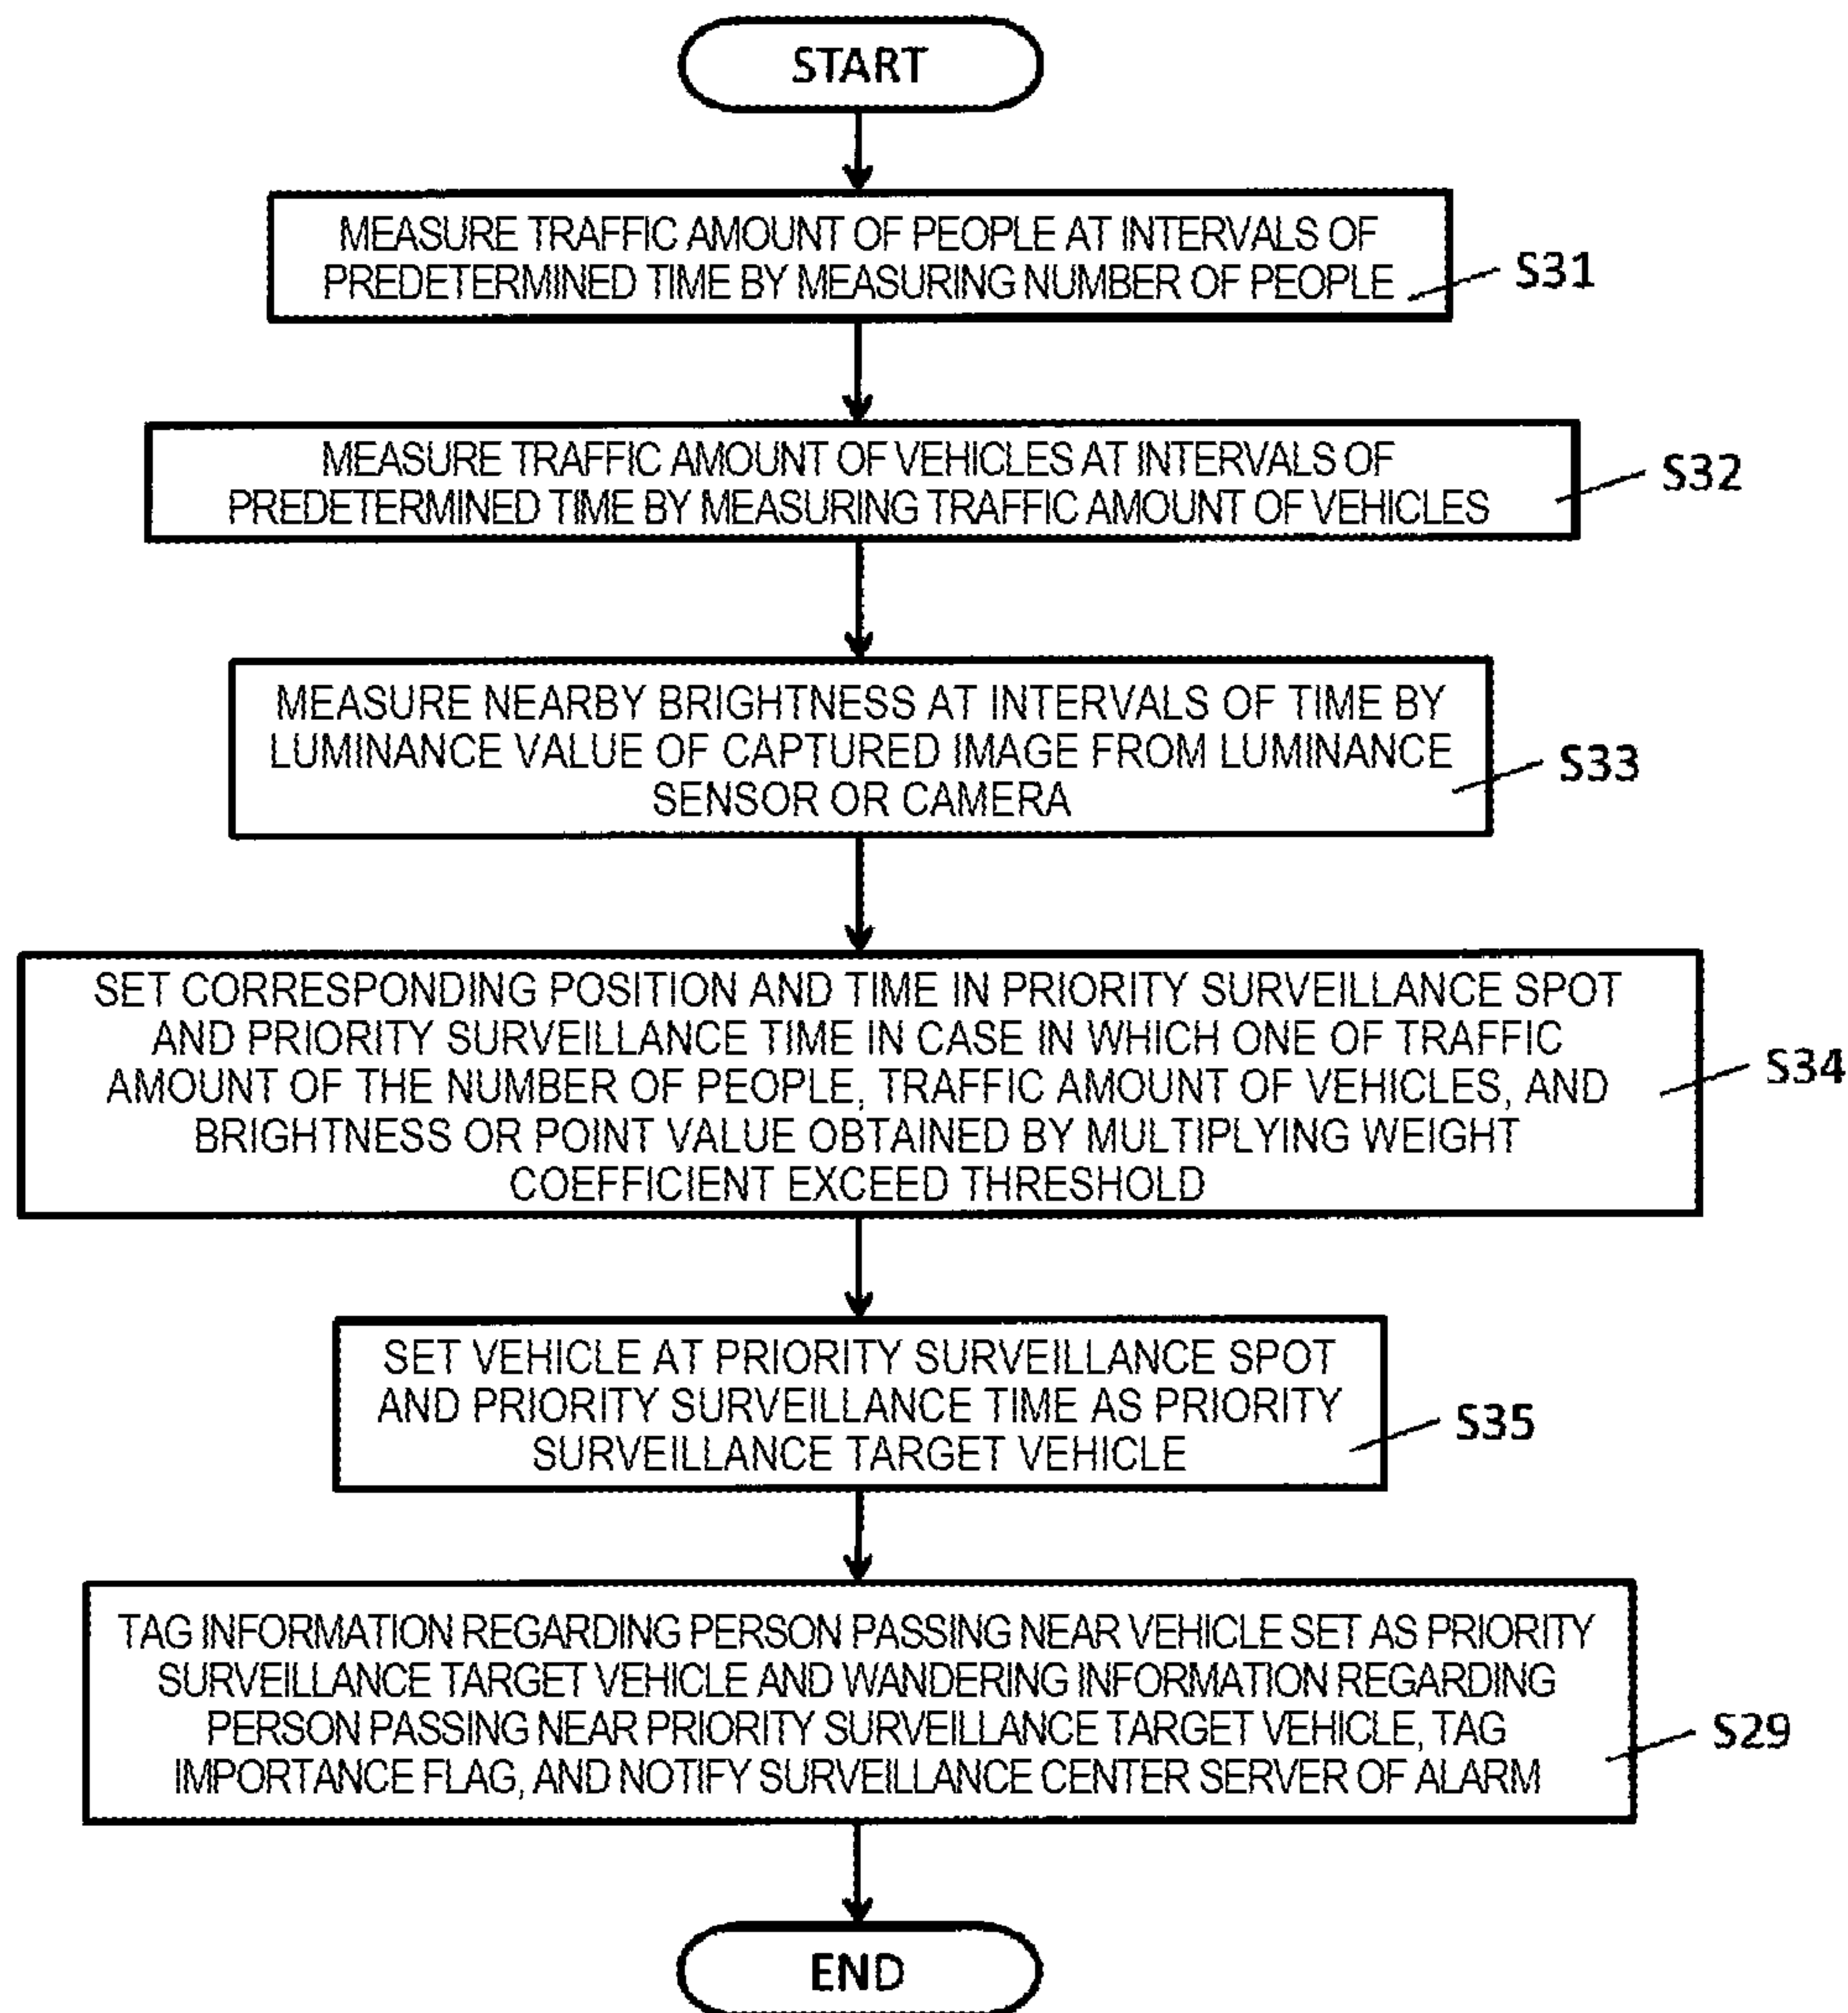 START
MEASURE TRAFFIC AMOUNT OF PEOPLE AT INTERVALS OF
PREDETERMINED TIME BY MEASURING NUMBER OF PEOPLE
S31
MEASURE TRAFFIC AMOUNT OF VEHICLES AT INTERVALS OF
PREDETERMINED TIME BY MEASURING TRAFFIC AMOUNT OF VEHICLES
S32
MEASURE NEARBY BRIGHTNESS AT INTERVALS OF TIME BY
LUMINANCE VALUE OF CAPTURED IMAGE FROM LUMINANCE
SENSOR OR CAMERA
S33
SET CORRESPONDING POSITION AND TIME IN PRIORITY SURVEILLANCE SPOT
AND PRIORITY SURVEILLANCE TIME IN CASE IN WHICH ONE OF TRAFFIC
AMOUNT OF THE NUMBER OF PEOPLE, TRAFFIC AMOUNT OF VEHICLES, AND
BRIGHTNESS OR POINT VALUE OBTAINED BY MULTIPLYING WEIGHT
COEFFICIENT EXCEED THRESHOLD
S34
SET VEHICLE AT PRIORITY SURVEILLANCE SPOT
AND PRIORITY SURVEILLANCE TIME AS PRIORITY
SURVEILLANCE TARGET VEHICLE
S35
TAG INFORMATION REGARDING PERSON PASSING NEAR VEHICLE SET AS PRIORITY
SURVEILLANCE TARGET VEHICLE AND WANDERING INFORMATION REGARDING
PERSON PASSING NEAR PRIORITY SURVEILLANCE TARGET VEHICLE, TAG
IMPORTANCE FLAG, AND NOTIFY SURVEILLANCE CENTER SERVER OF ALARM
S29
END